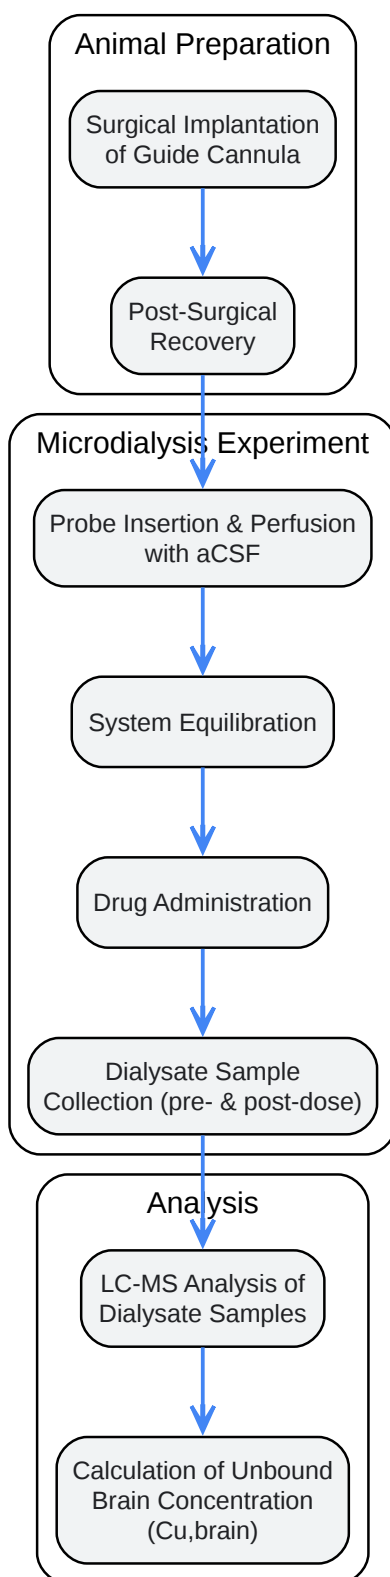 Animal Preparation
Surgical Implantation
of Guide Cannula
Post-Surgical
Recovery
Microdialysis Experiment
Probe Insertion & Perfusion
with aCSF
System Equilibration
Drug Administration
Dialysate Sample
Collection (pre- & post-dose)
Analysis
LC-MS Analysis of
Dialysate Samples
Calculation of Unbound
Brain Concentration
(Cu,brain)